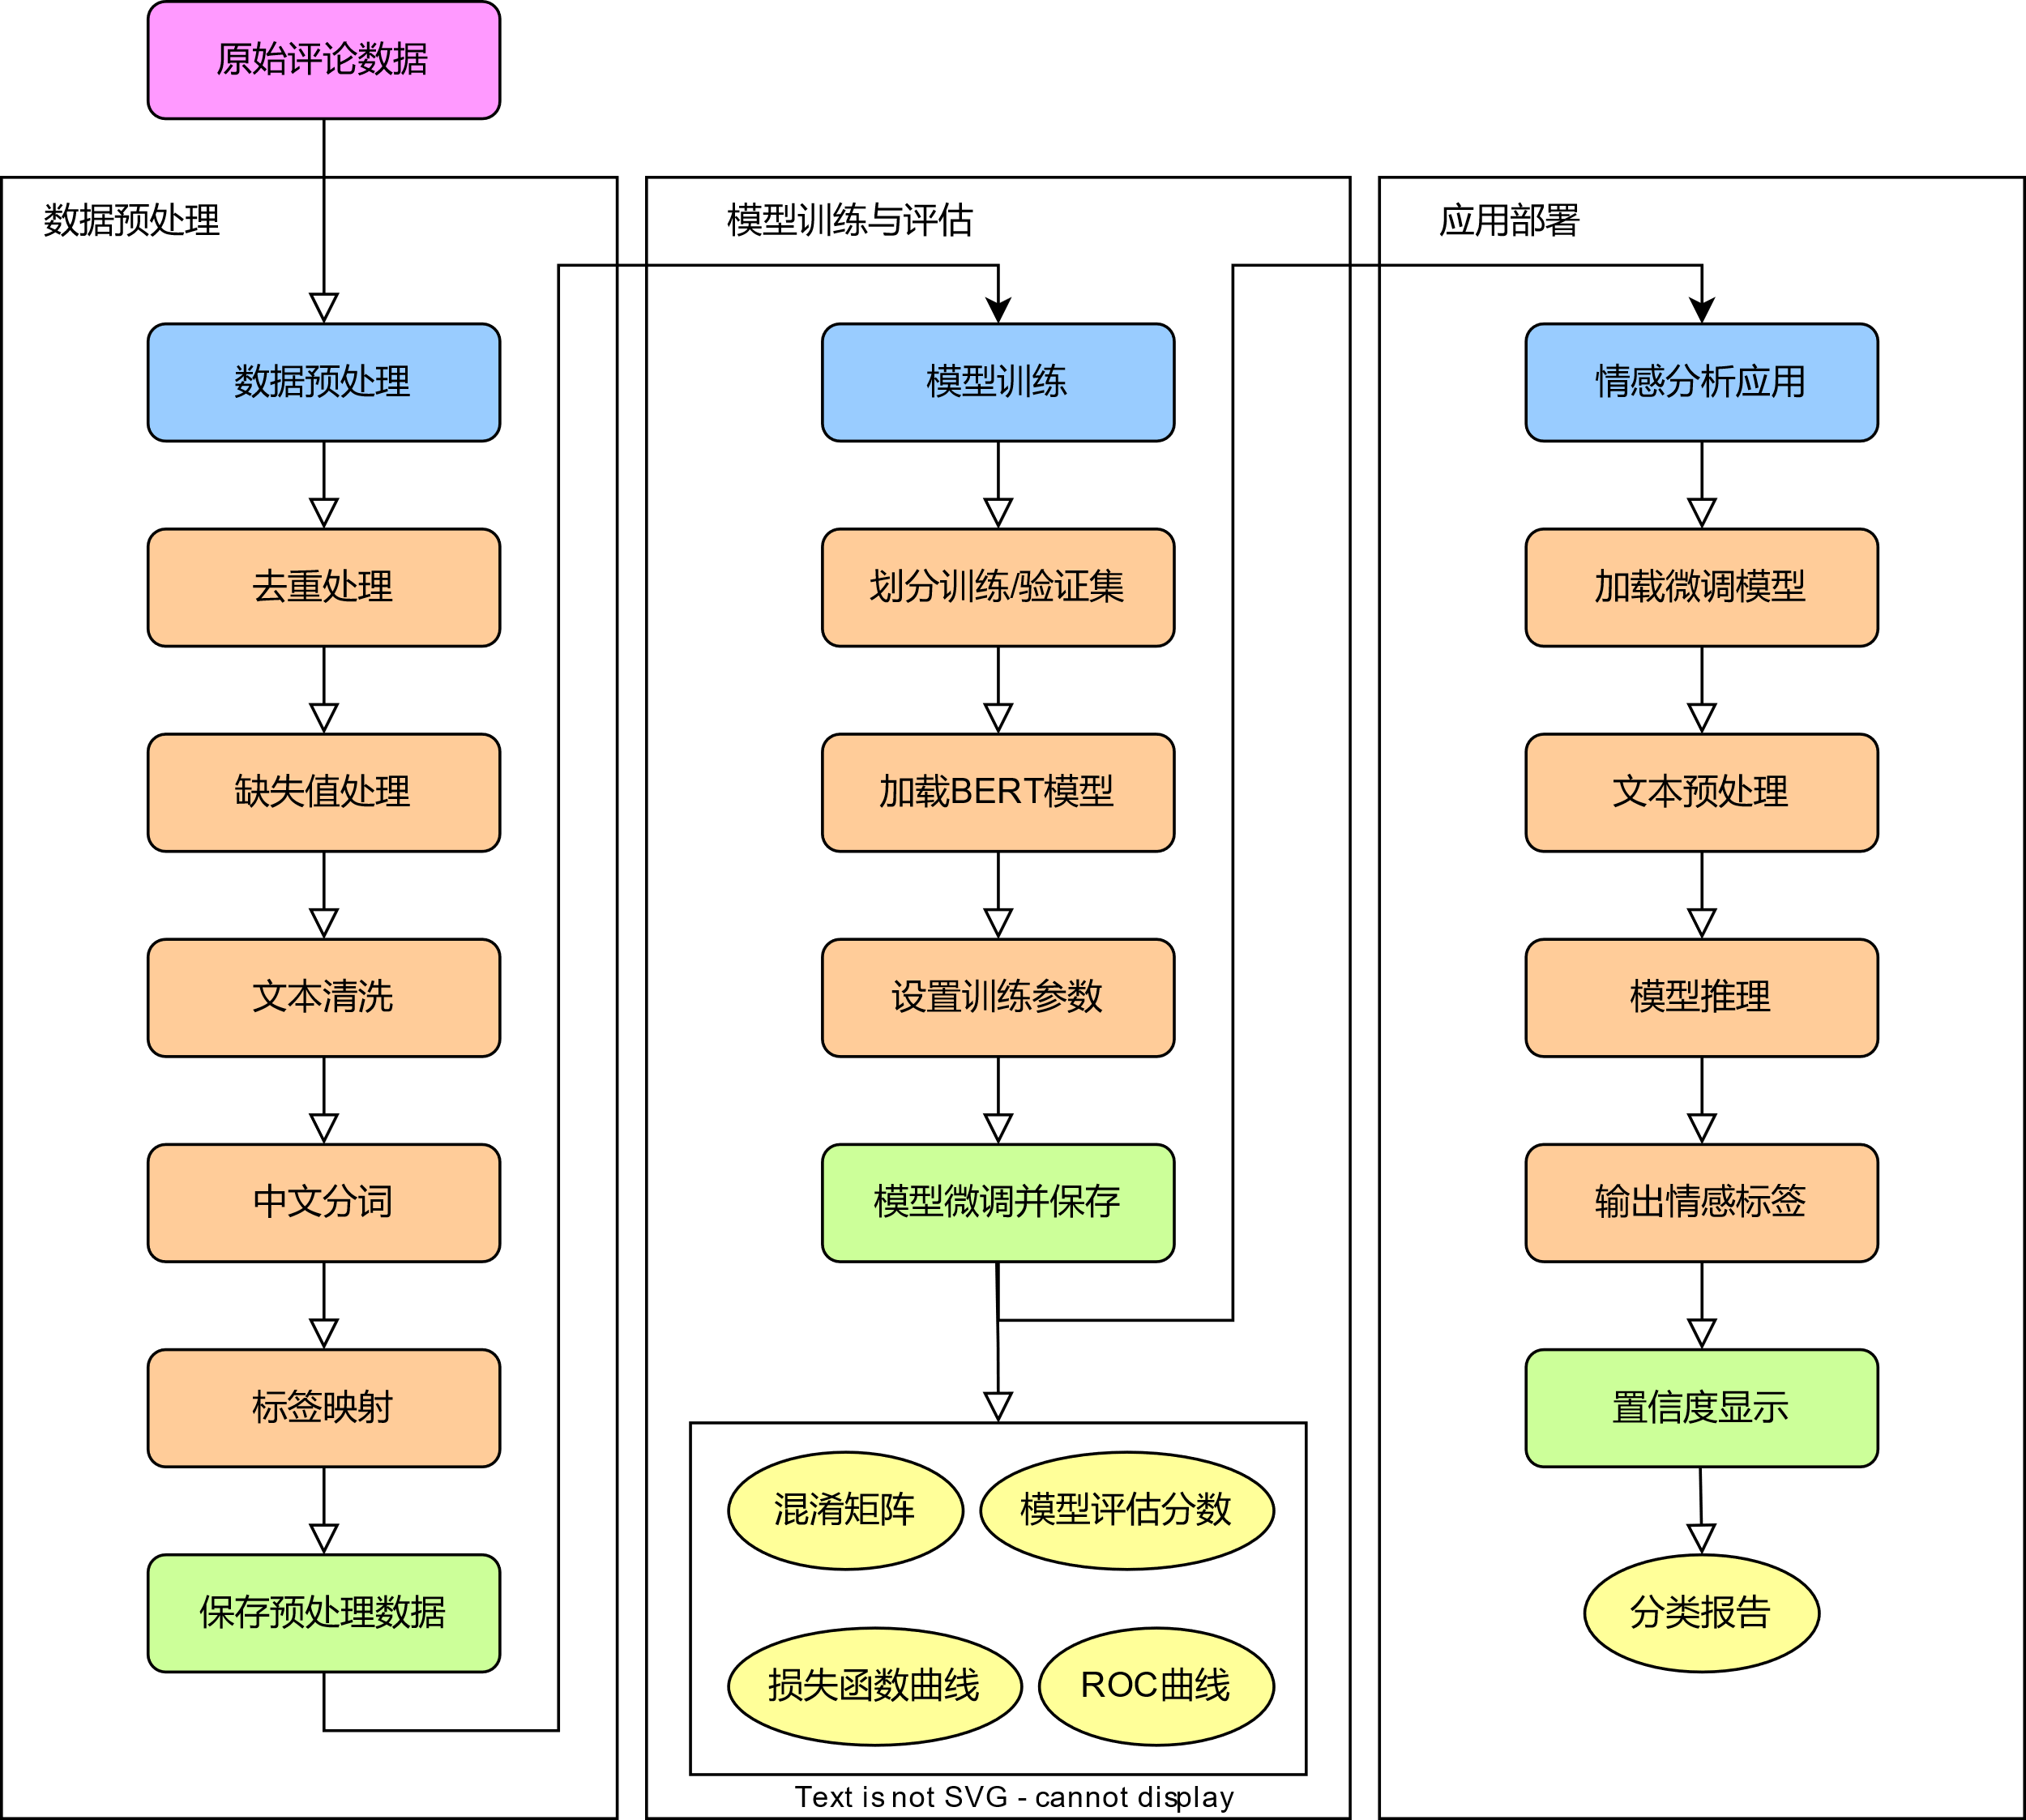 原始评论数据
数据预处理
数据预处理
去重处理
缺失值处理
文本清洗
中文分词
标签映射
保存预处理数据
模型训练与评估
模型训练
划分训练/验证集
加载BERT模型
设置训练参数
模型微调并保存
混淆矩阵
模型评估分数
损失函数曲线
ROC曲线
Text is not SVG - cannot display
应用部署
情感分析应用
加载微调模型
文本预处理
模型推理
输出情感标签
置信度显示
分类报告